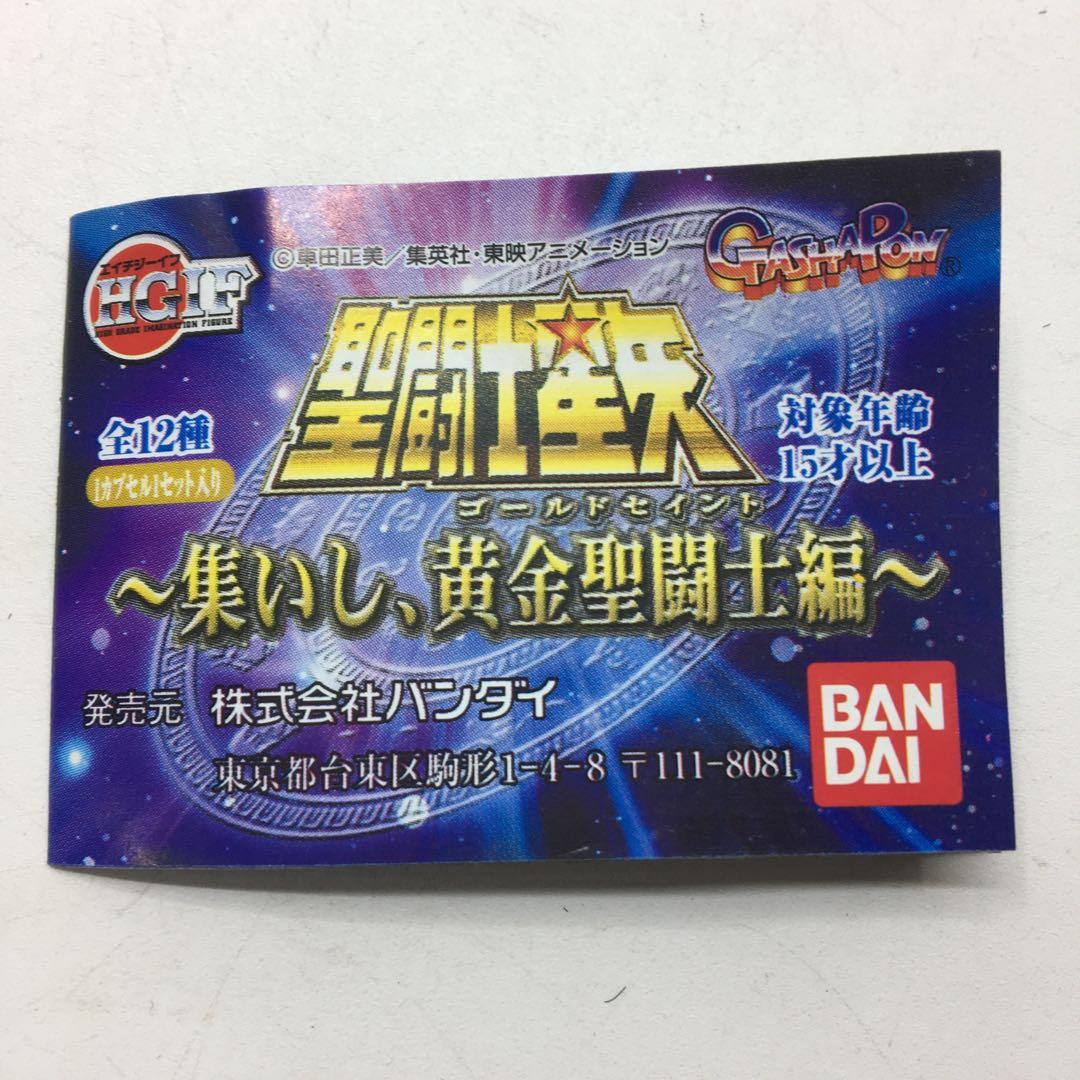 エイチジーイフ
HGIF
HIGH GRADE IMAGINATION FIGURE
©車田正美／集英社・東映アニメーション
GASHAPON®
聖闘士星矢
全12種
1カプセル1セット入り
対象年齢
15才以上
ゴールドセイント
～集いし、黄金聖闘士編～
発売元 株式会社バンダイ
東京都台東区駒形1-4-8 〒111-8081
BAN
DAI